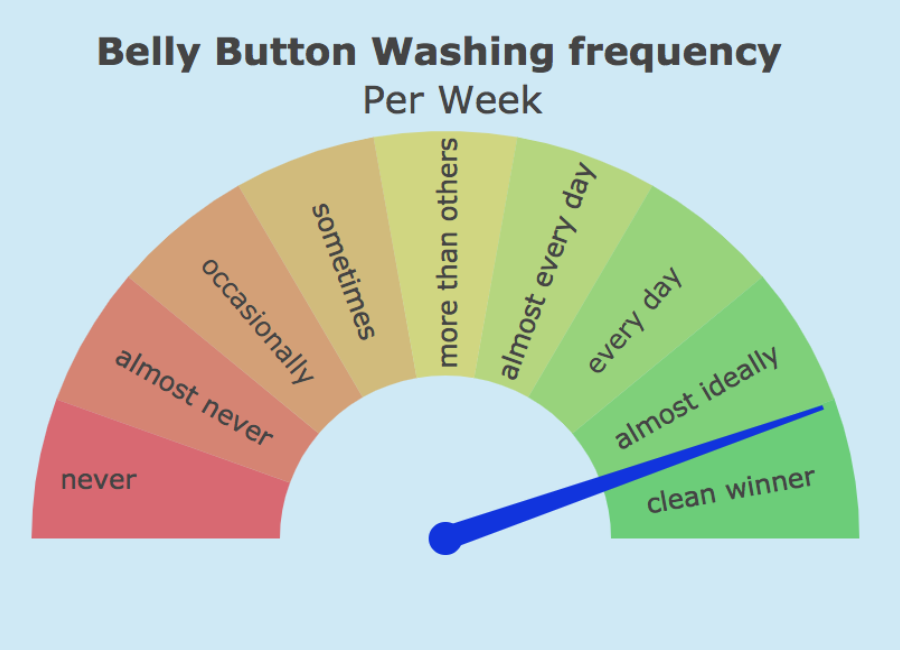 Belly Button Washing frequency
Per Week
never
almost never
occasionally
sometimes
more than others
almost every day
every day
almost ideally
clean winner